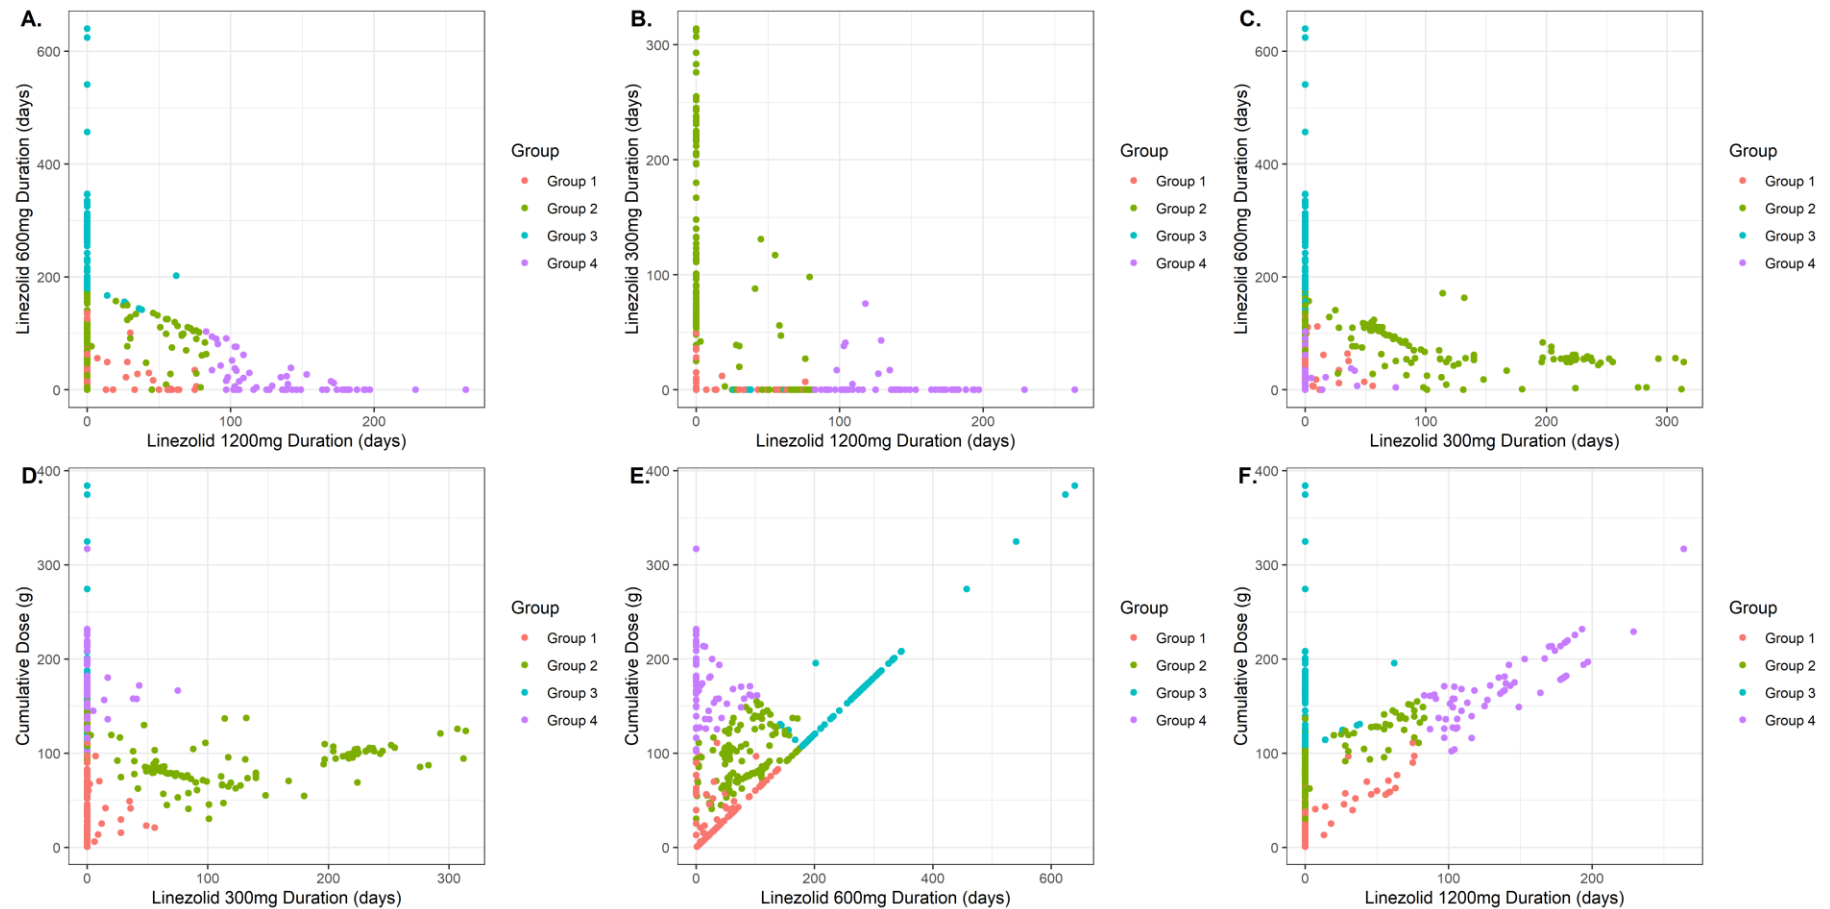 A.
Linezolid 600mg Duration (days)
600
400
200
0
0 100 200
Linezolid 1200mg Duration (days)
Group
Group 1
Group 2
Group 3
Group 4
B.
Linezolid 300mg Duration (days)
300
200
100
0
0 100 200
Linezolid 1200mg Duration (days)
Group
Group 1
Group 2
Group 3
Group 4
C.
Linezolid 600mg Duration (days)
600
400
200
0
0 100 200 300
Linezolid 300mg Duration (days)
Group
Group 1
Group 2
Group 3
Group 4
D.
Cumulative Dose (g)
400
300
200
100
0
0 100 200 300
Linezolid 300mg Duration (days)
Group
Group 1
Group 2
Group 3
Group 4
E.
Cumulative Dose (g)
400
300
200
100
0
0 200 400 600
Linezolid 600mg Duration (days)
Group
Group 1
Group 2
Group 3
Group 4
F.
Cumulative Dose (g)
400
300
200
100
0
0 100 200
Linezolid 1200mg Duration (days)
Group
Group 1
Group 2
Group 3
Group 4